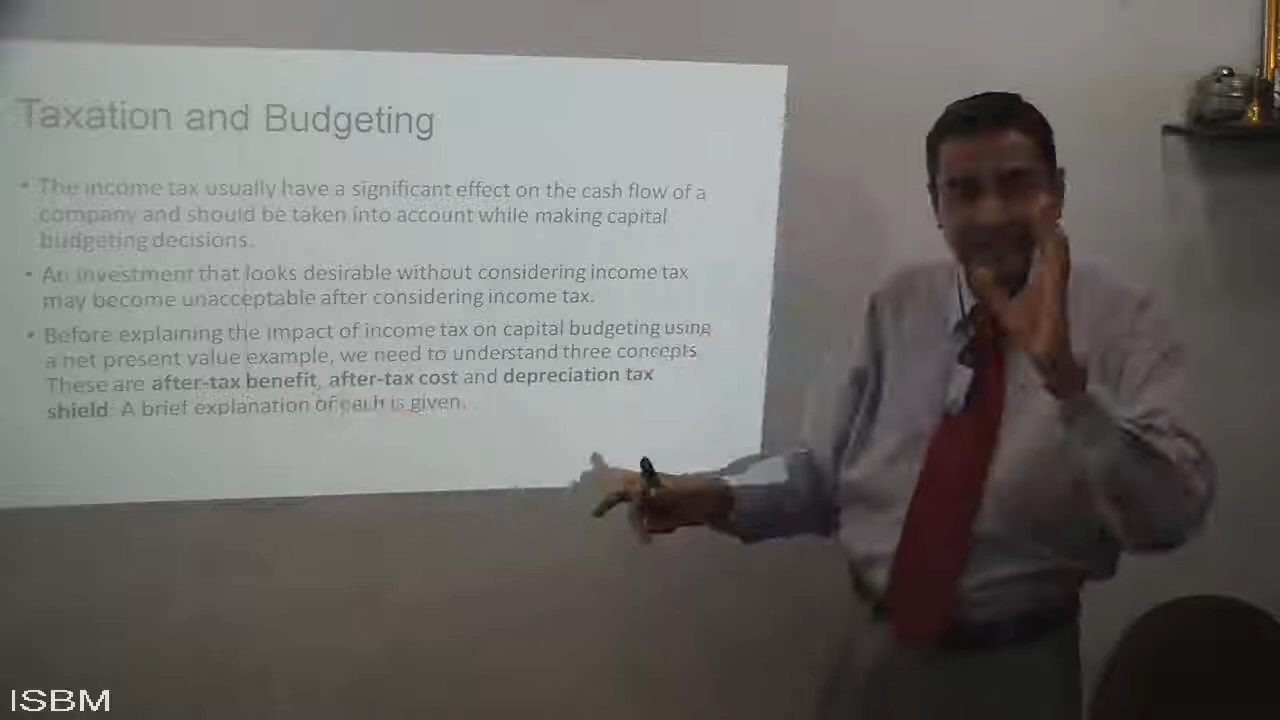 Taxation and Budgeting
• The income tax usually have a significant effect on the cash flow of a
company and should be taken into account while making capital
budgeting decisions.
• An investment that looks desirable without considering income tax
may become unacceptable after considering income tax.
• Before explaining the impact of income tax on capital budgeting using
a net present value example, we need to understand three concepts
These are after-tax benefit, after-tax cost and depreciation tax
shield. A brief explanation of each is given.
ISBM